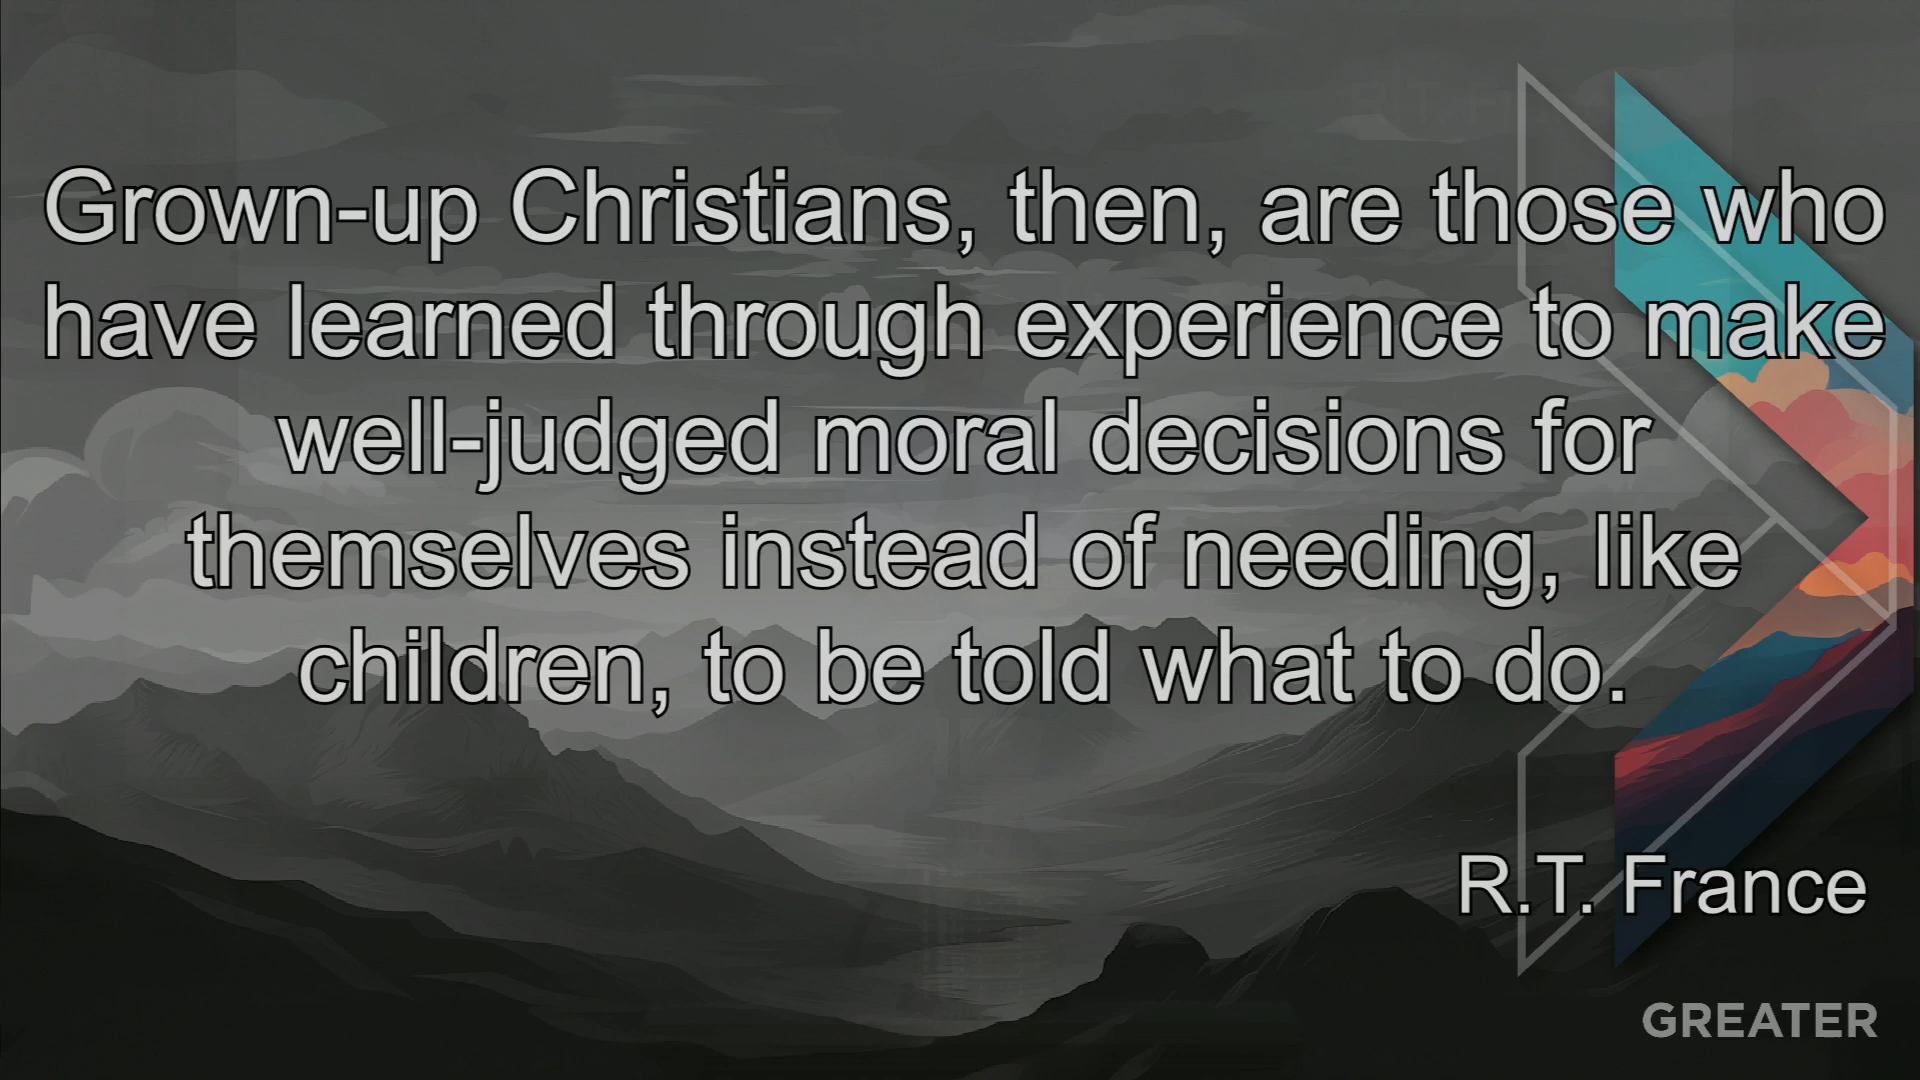 Grown-up Christians, then, are those who
have learned through experience to make
well-judged moral decisions for
themselves instead of needing, like
children, to be told what to do.
R.T. France
GREATER